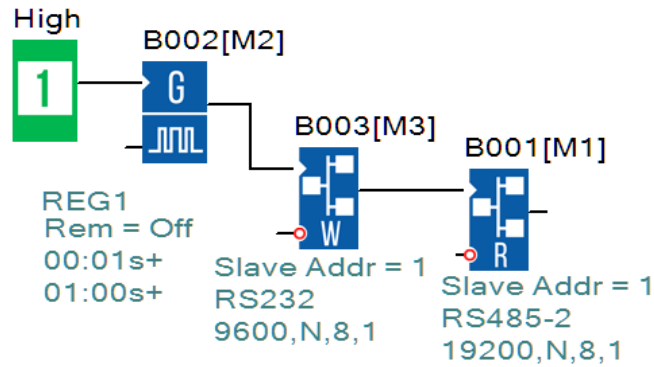 High
1
B002[M2]
G
REG1
Rem = Off
00:01s+
01:00s+
B003[M3]
W
Slave Addr = 1
RS232
9600,N,8,1
B001[M1]
R
Slave Addr = 1
RS485-2
19200,N,8,1